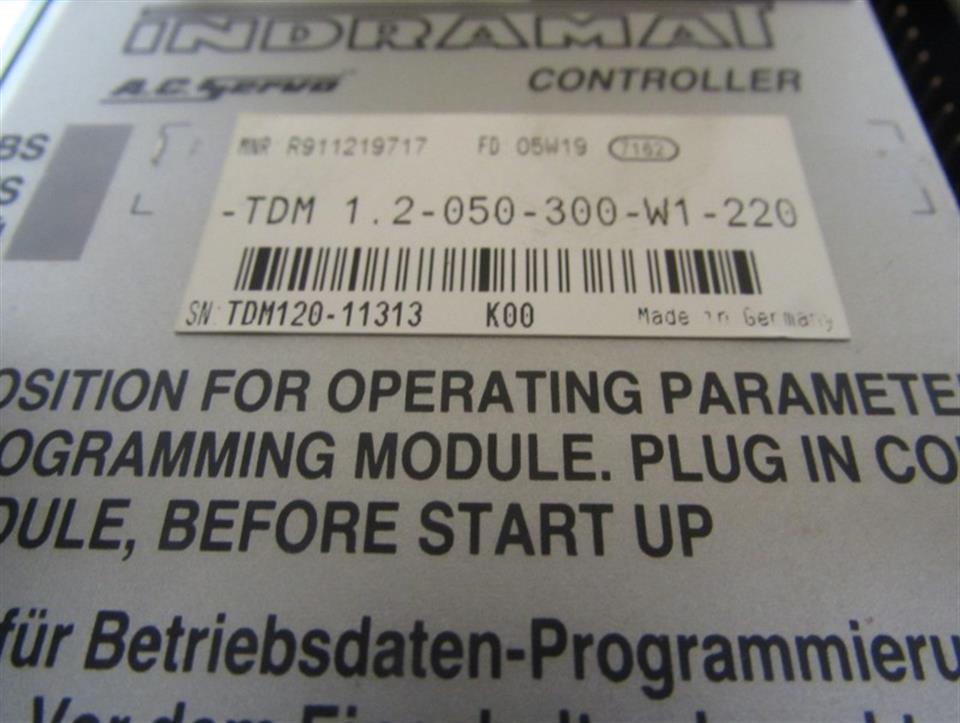 INDRAMAT
A.C. Servo CONTROLLER
BS
S
MNR R911219717 FD 05W19 7162
-TDM 1.2-050-300-W1-220
SN: TDM120-11313 K00 Made in Germany
OSITION FOR OPERATING PARAMETE
OGRAMMING MODULE. PLUG IN CO
DULE, BEFORE START UP
für Betriebsdaten-Programmieru
Vor dem